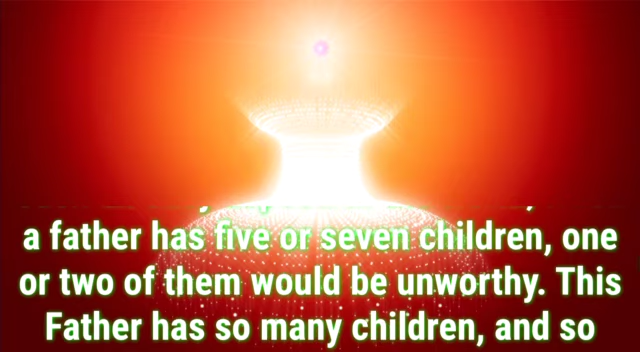 a father has five or seven children, one
or two of them would be unworthy. This
Father has so many children, and so